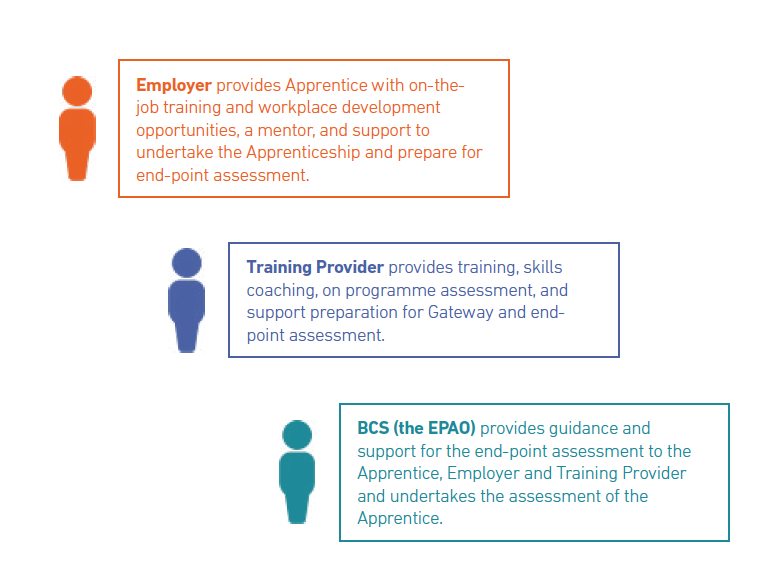 Employer provides Apprentice with on-the-
job training and workplace development
opportunities, a mentor, and support to
undertake the Apprenticeship and prepare for
end-point assessment.
Training Provider provides training, skills
coaching, on programme assessment, and
support preparation for Gateway and end-
point assessment.
BCS (the EPAO) provides guidance and
support for the end-point assessment to the
Apprentice, Employer and Training Provider
and undertakes the assessment of the
Apprentice.